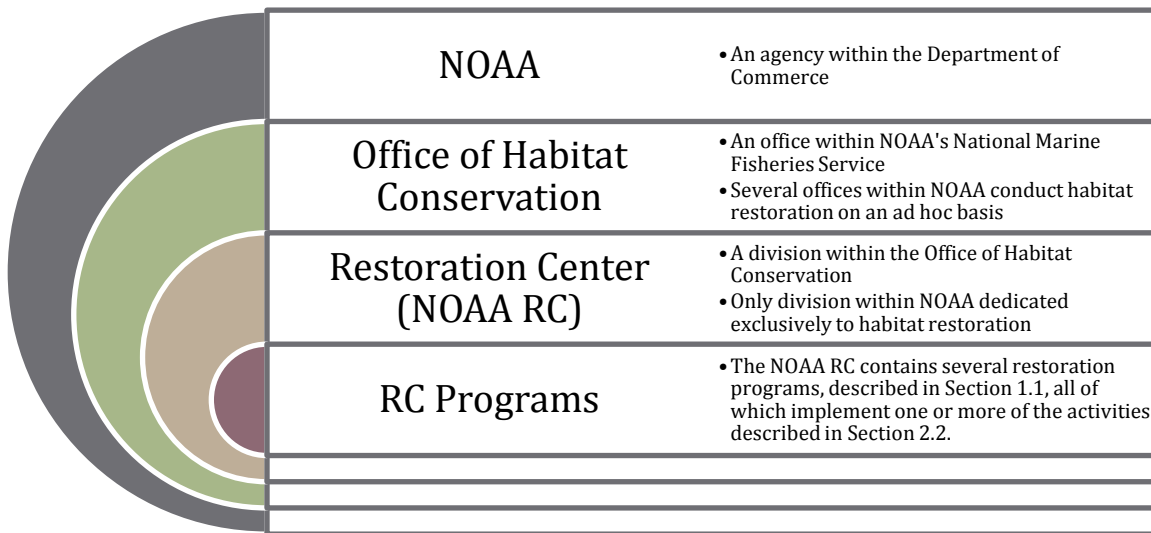 NOAA
• An agency within the Department of
Commerce
Office of Habitat
Conservation
• An office within NOAA's National Marine
Fisheries Service
• Several offices within NOAA conduct habitat
restoration on an ad hoc basis
Restoration Center
(NOAA RC)
• A division within the Office of Habitat
Conservation
• Only division within NOAA dedicated
exclusively to habitat restoration
RC Programs
• The NOAA RC contains several restoration
programs, described in Section 1.1, all of
which implement one or more of the activities
described in Section 2.2.